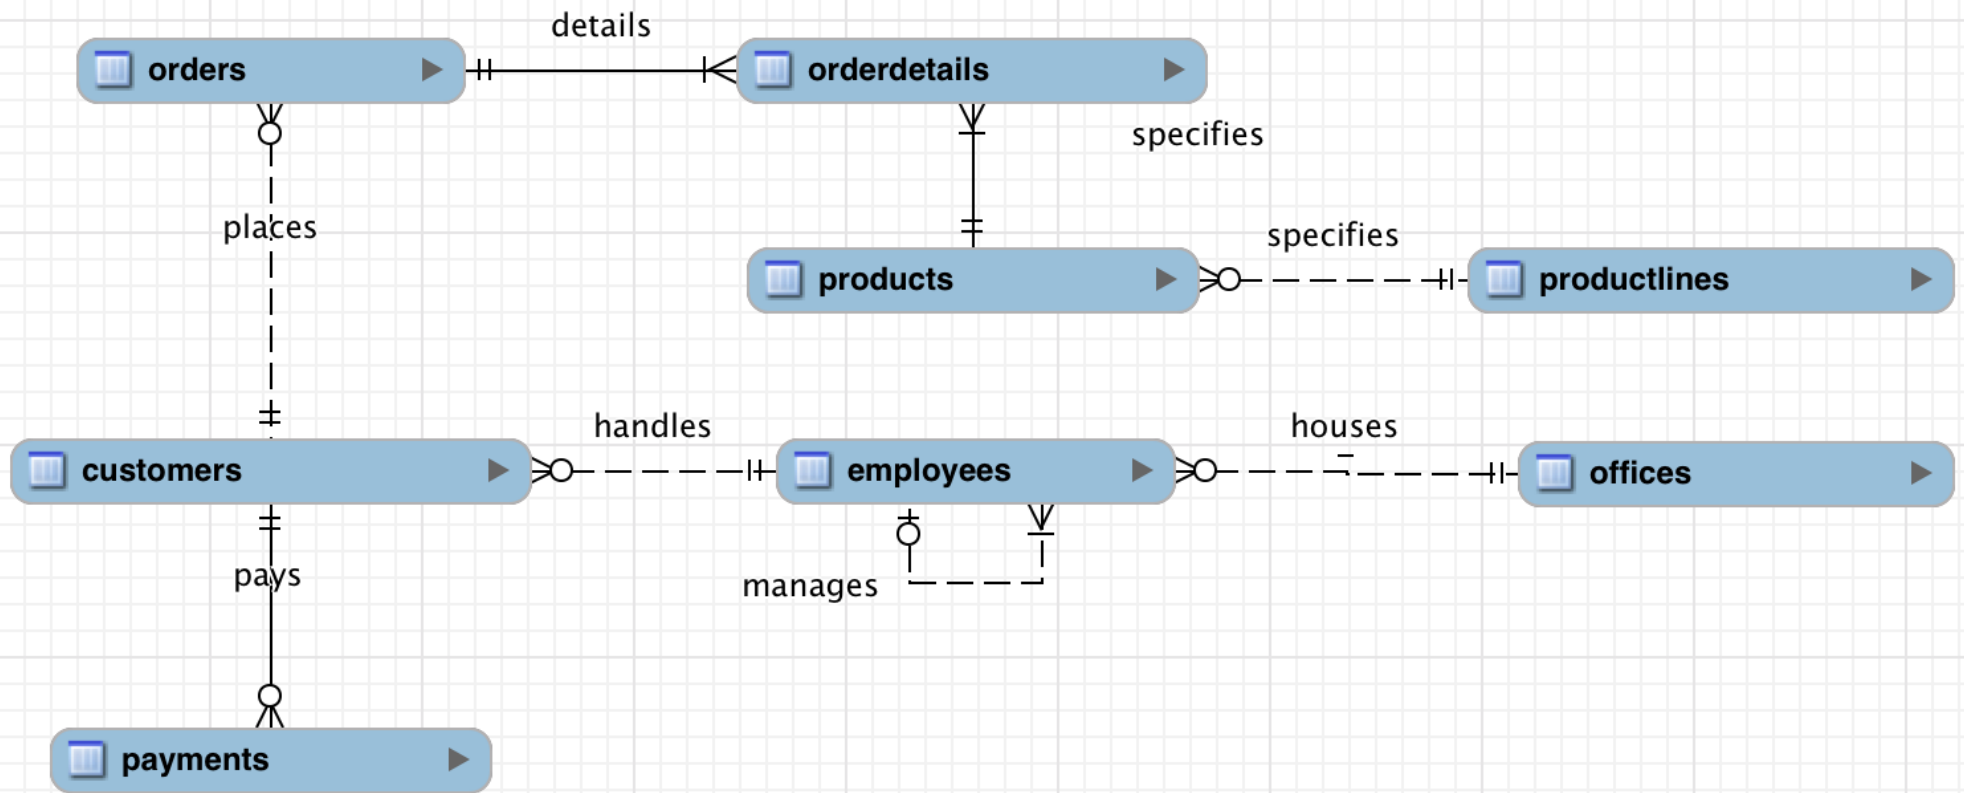 details
orders
orderdetails
specifies
places
specifies
products
productlines
handles
houses
customers
employees
offices
pays
manages
payments